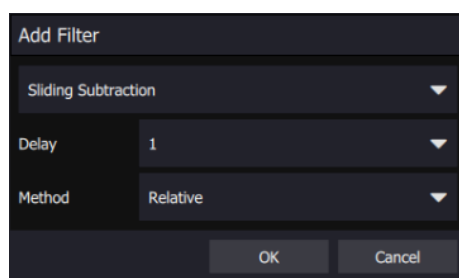 Add Filter
Sliding Subtraction
Delay 1
Method Relative
OK Cancel